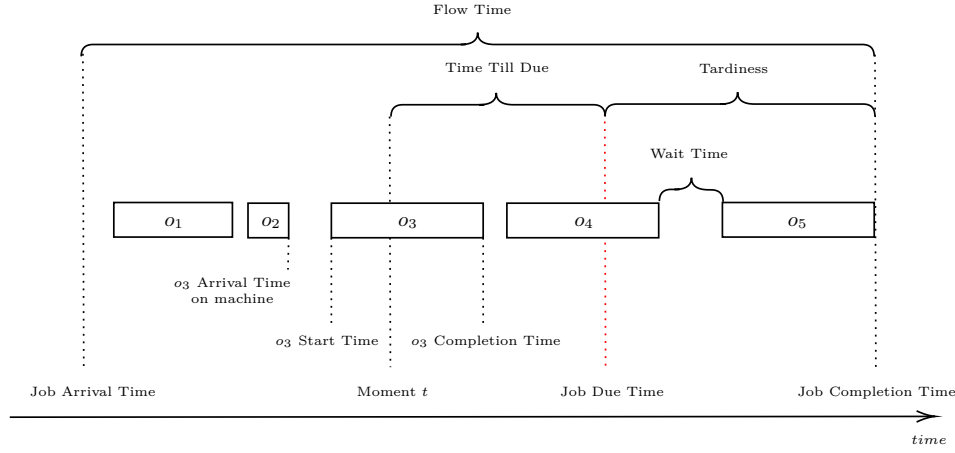 Flow Time
Time Till Due
Tardiness
Wait Time
o₁
o₂
o₃
o₄
o₅
o₃ Arrival Time
on machine
o₃ Start Time
o₃ Completion Time
Job Arrival Time
Moment t
Job Due Time
Job Completion Time
time